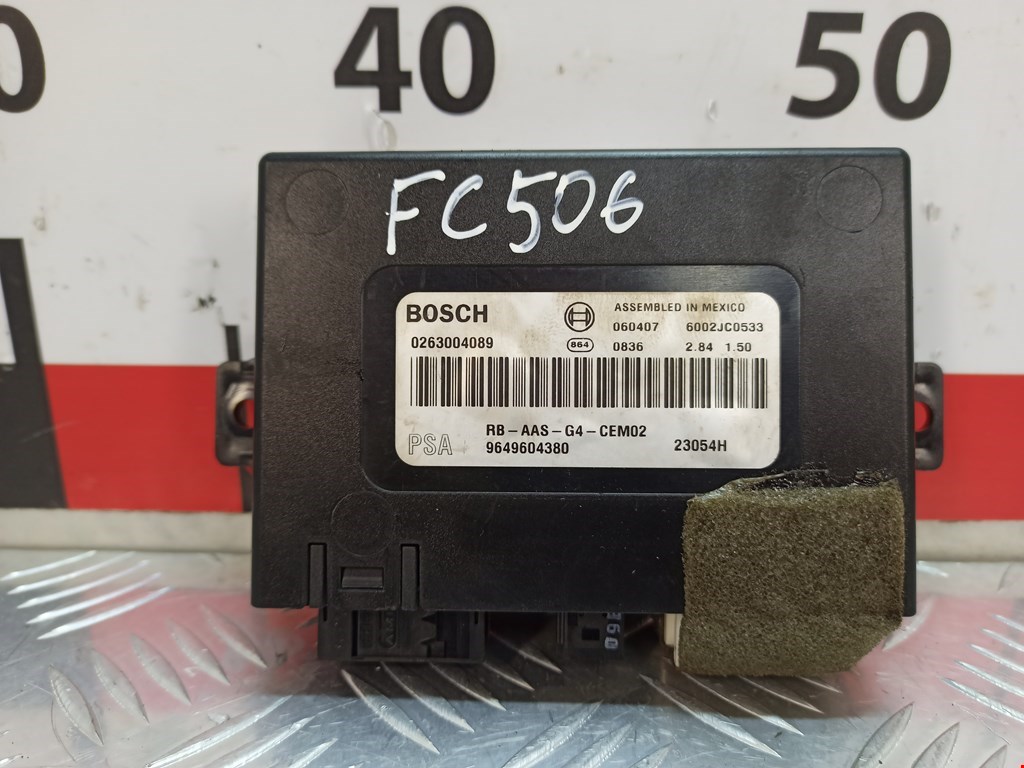 0 40 50
FC506
BOSCH
ASSEMBLED IN MEXICO
060407 6002JC0533
0263004089 864 0836 2.84 1.50
RB-AAS-G4-CEM02
PSA 9649604380 23054H